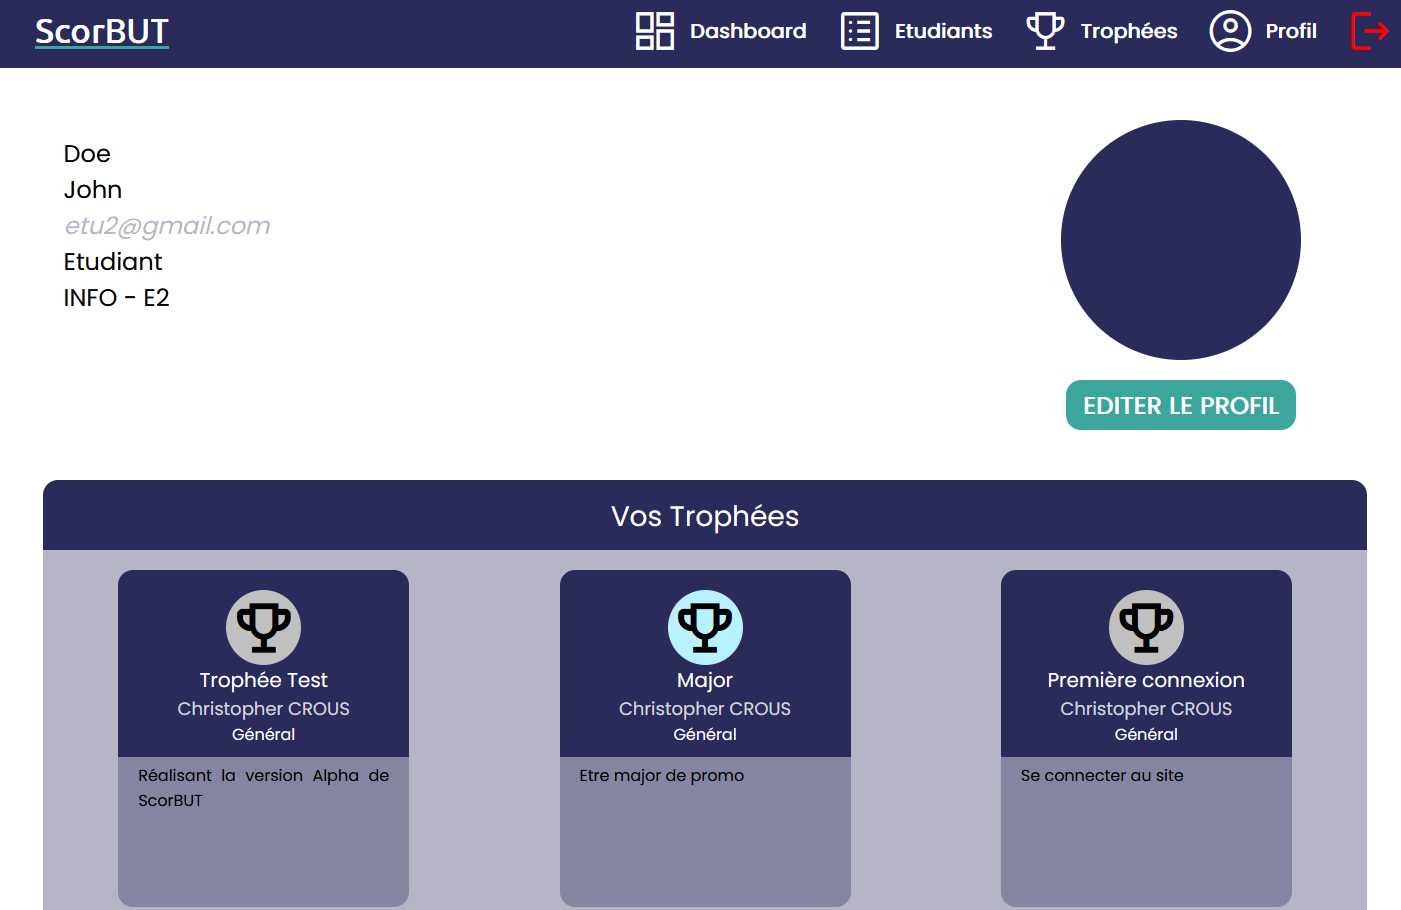 ScorBUT
Dashboard
Etudiants
Trophées
Profil
Doe
John
etu2@gmail.com
Etudiant
INFO - E2
EDITER LE PROFIL
Vos Trophées
Trophée Test
Christopher CROUS
Général
Réalisant la version Alpha de
ScorBUT
Major
Christopher CROUS
Général
Etre major de promo
Première connexion
Christopher CROUS
Général
Se connecter au site